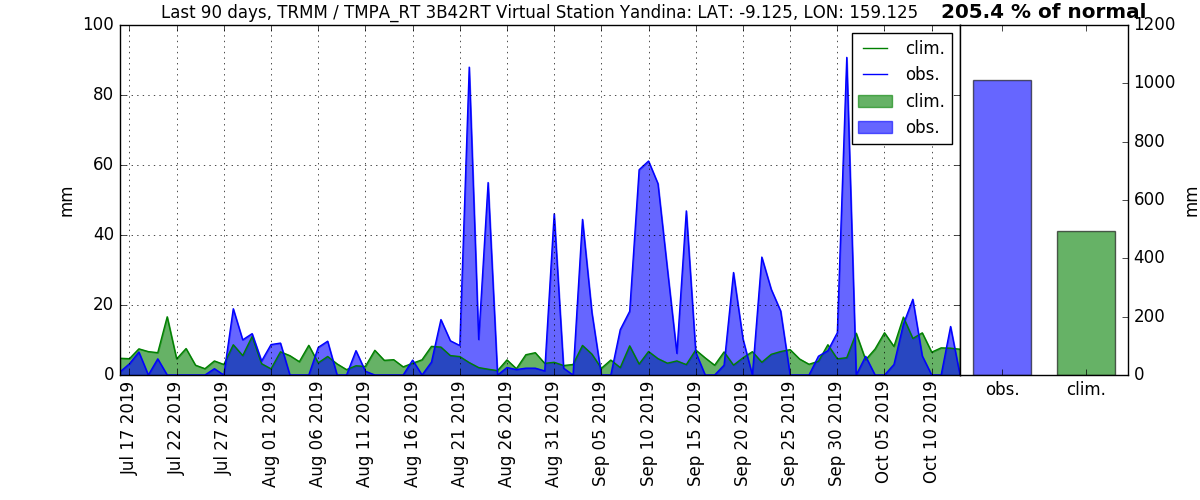 Last 90 days, TRMM / TMPA_RT 3B42RT Virtual Station Yandina: LAT: -9.125, LON: 159.125
205.4 % of normal
mm
100
80
60
40
20
0
clim.
obs.
clim.
obs.
Jul 17 2019
Jul 22 2019
Jul 27 2019
Aug 01 2019
Aug 06 2019
Aug 11 2019
Aug 16 2019
Aug 21 2019
Aug 26 2019
Aug 31 2019
Sep 05 2019
Sep 10 2019
Sep 15 2019
Sep 20 2019
Sep 25 2019
Sep 30 2019
Oct 05 2019
Oct 10 2019
1200
1000
800
600
400
200
0
mm
obs.
clim.